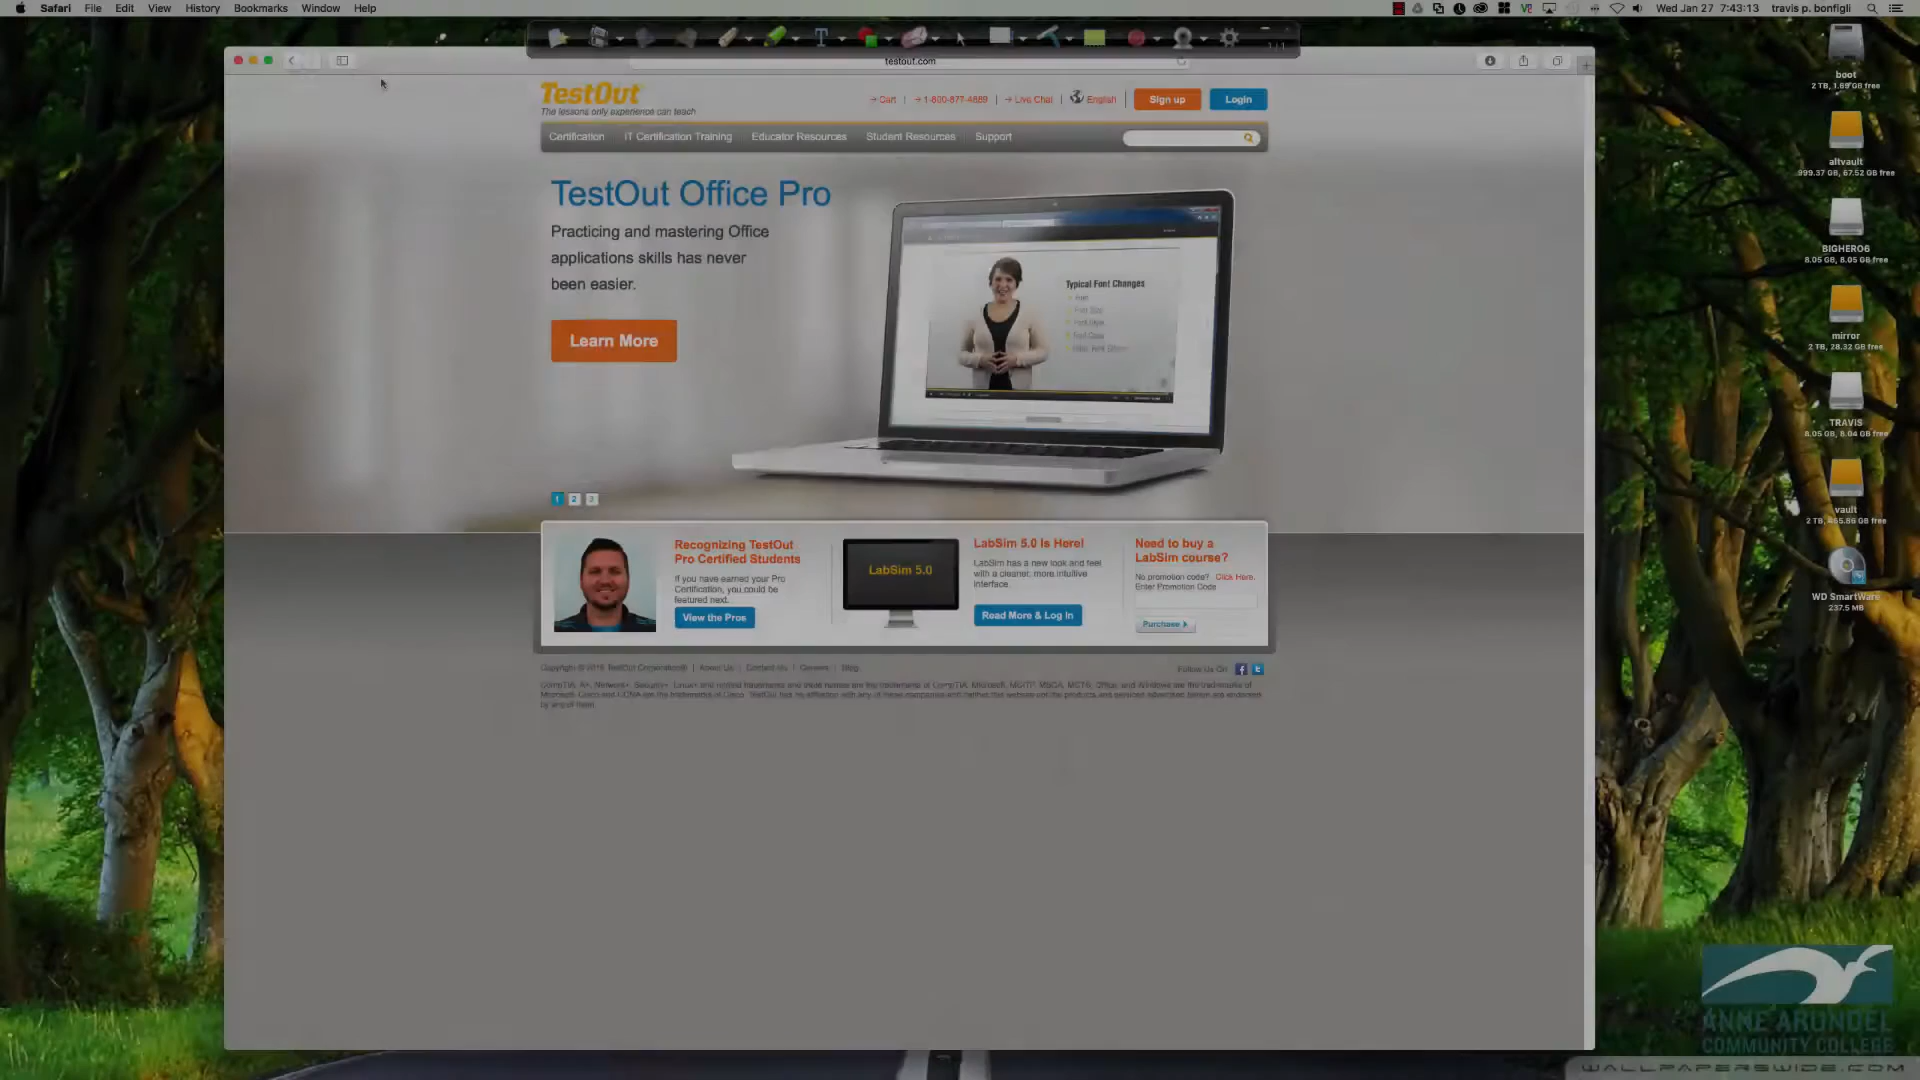 Safari File Edit View History Bookmarks Window Help
Wed Jan 27 7:43:13 travis p. bonfigli
testout.com
1/1
TestOut
The lessons only experience can teach
Cart
1-800-877-4889
Live Chat
English
Sign up
Login
Certification
IT Certification Training
Educator Resources
Student Resources
Support
TestOut Office Pro
Practicing and mastering Office
applications skills has never
been easier.
Learn More
Typical Font Changes
1 2 3
Recognizing TestOut
Pro Certified Students
If you have earned your Pro
Certification, you could be
featured next.
View the Pros
LabSim 5.0
LabSim 5.0 Is Here!
LabSim has a new look and feel
with a cleaner, more intuitive
interface.
Read More & Log In
Need to buy a
LabSim course?
No promotion code? Click Here.
Enter Promotion Code
Purchase
Copyright © 2016 TestOut Corporation® | About Us | Contact Us | Careers | Blog
Follow Us On
boot
2 TB, 1.69 GB free
altvault
999.37 GB, 67.52 GB free
BIGHERO6
8.05 GB, 8.05 GB free
mirror
2 TB, 28.32 GB free
TRAVIS
8.05 GB, 8.04 GB free
vault
2 TB, 465.86 GB free
WD SmartWare
237.5 MB
ANNE ARUNDEL
COMMUNITY COLLEGE
WALLPAPERSWIDE.COM